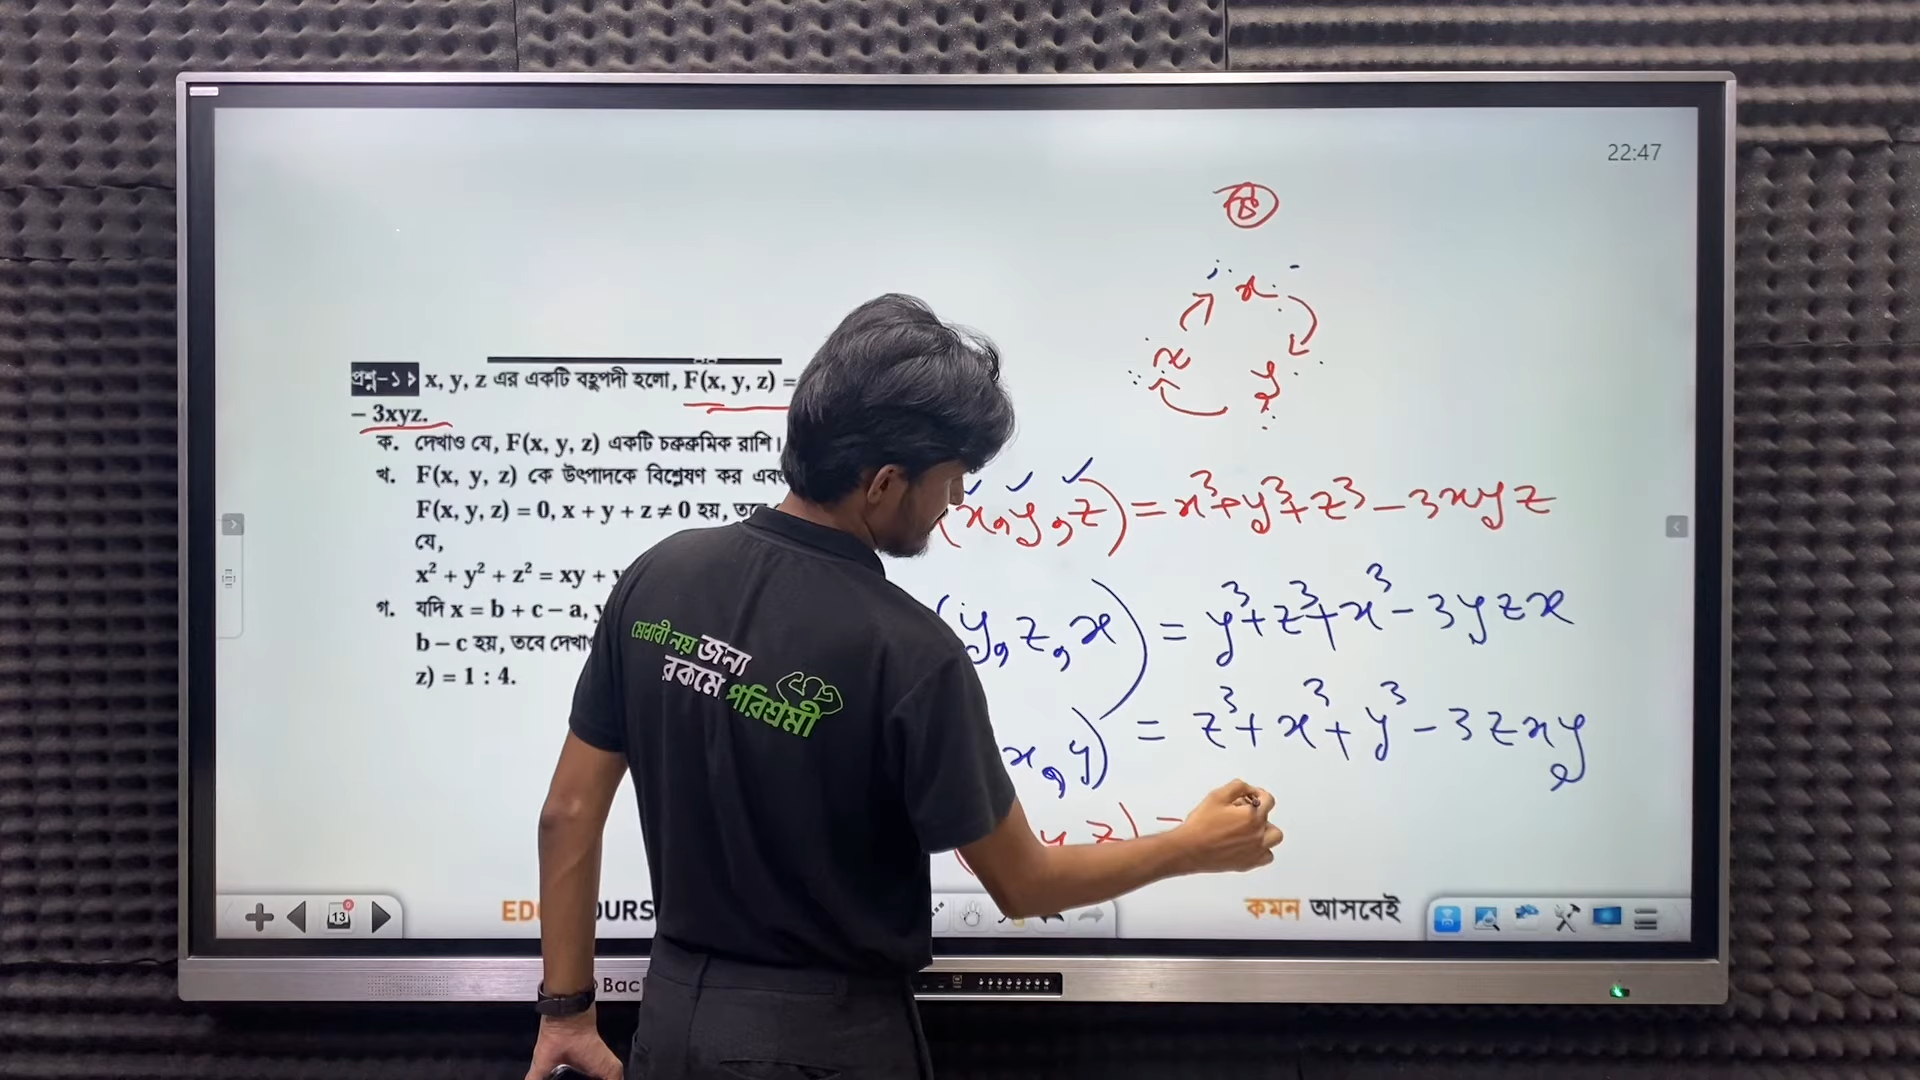 22:47
x
x
y
প্রশ্ন-১ x, y, z এর একটি বহুপদী হলো, F(x, y, z) =
– 3xyz.
ক. দেখাও যে, F(x, y, z) একটি চক্রক্রমিক রাশি।
খ. F(x, y, z) কে উৎপাদকে বিশ্লেষণ কর এবং
F(x, y, z) = 0, x + y + z ≠ 0 হয়, তবে
যে,
x² + y² + z² = xy +
গ. যদি x = b + c – a,
b – c হয়, তবে দেখাও
z) = 1 : 4.
(x, y, z) = x³ + y³ + z³ – 3xyz
(y, z, x) = y³ + z³ + x³ – 3yzx
x, y) = z³ + x³ + y³ – 3zxy
y, z) =
মেধাবী নয় জন্য
রকমে পরিশ্রমী
13
কমন আসবেই